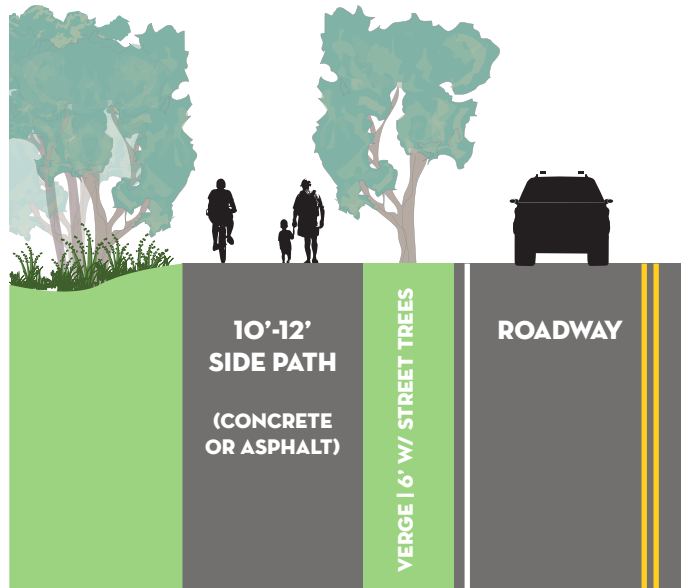 10’-12’
SIDE PATH
(CONCRETE
OR ASPHALT)
VERGE | 6’ W/ STREET TREES
ROADWAY